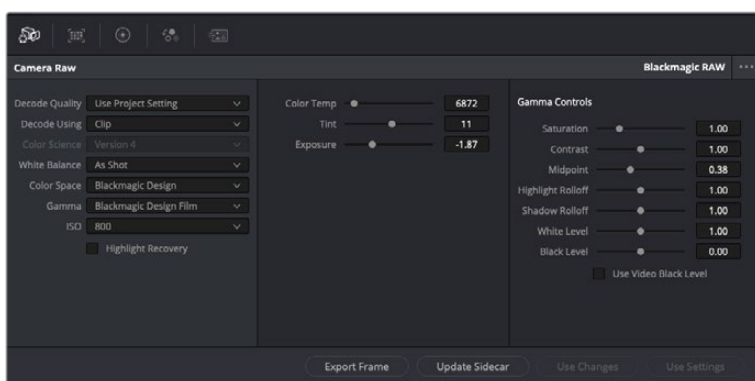 Camera Raw
Blackmagic RAW
Decode Quality Use Project Setting
Decode Using Clip
Color Science Version 4
White Balance As Shot
Color Space Blackmagic Design
Gamma Blackmagic Design Film
ISO 800
Highlight Recovery
Color Temp 6872
Tint 11
Exposure -1.87
Gamma Controls
Saturation 1.00
Contrast 1.00
Midpoint 0.38
Highlight Rolloff 1.00
Shadow Rolloff 1.00
White Level 1.00
Black Level 0.00
Use Video Black Level
Export Frame Update Sidecar Use Changes Use Settings